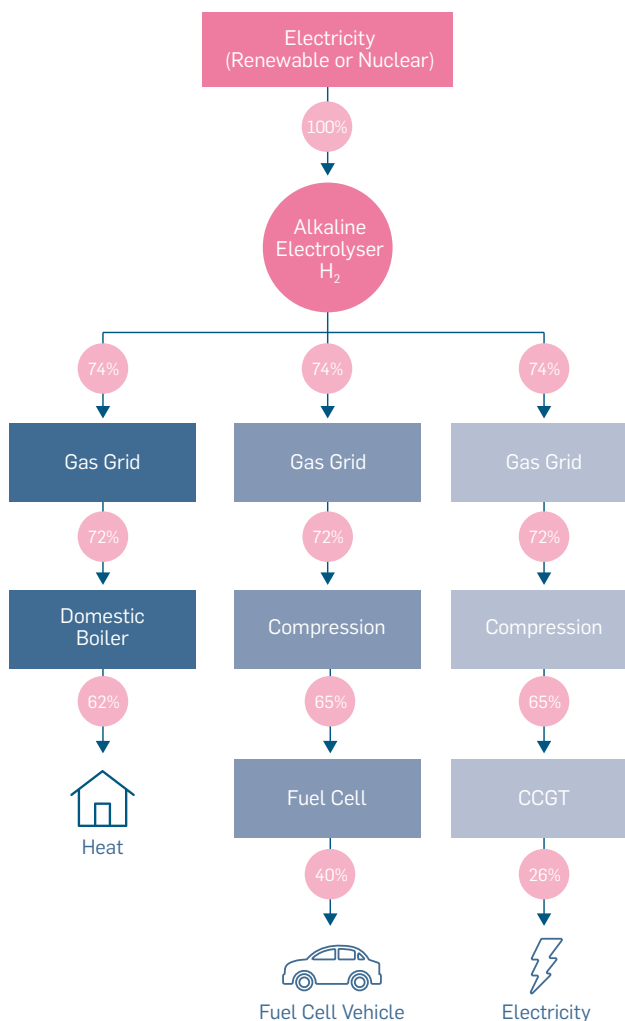 Electricity
(Renewable or Nuclear)
100%
Alkaline
Electrolyser
H₂
74%
74%
74%
Gas Grid
Gas Grid
Gas Grid
72%
72%
72%
Domestic
Boiler
Compression
Compression
62%
65%
65%
Heat
Fuel Cell
CCGT
40%
26%
Fuel Cell Vehicle
Electricity